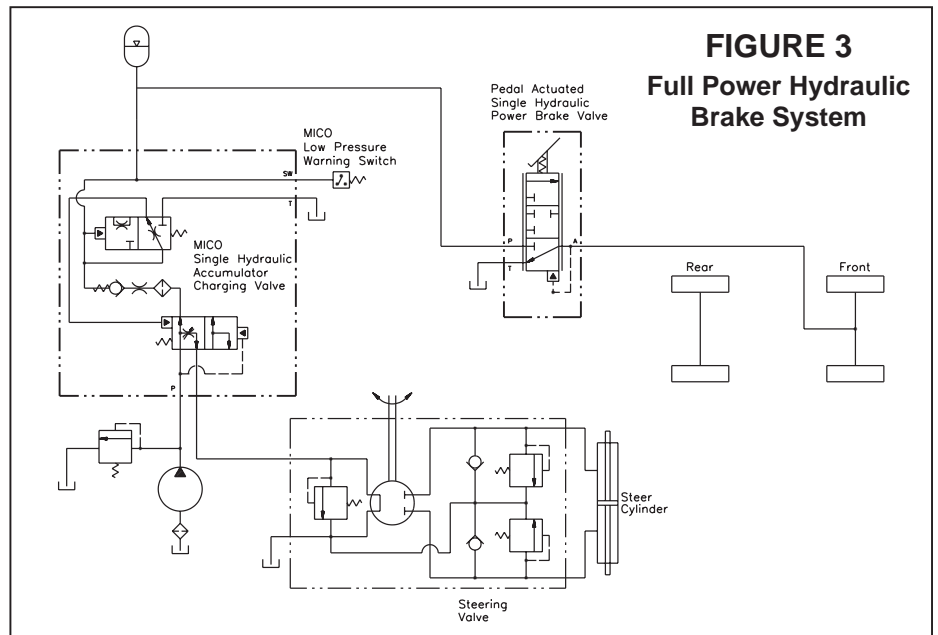 FIGURE 3
Full Power Hydraulic
Brake System
Pedal Actuated
Single Hydraulic
Power Brake Valve
MICO
Low Pressure
Warning Switch
SW
T
MICO
Single Hydraulic
Accumulator
Charging Valve
P
A
T
Rear
Front
P
Steer
Cylinder
Steering
Valve